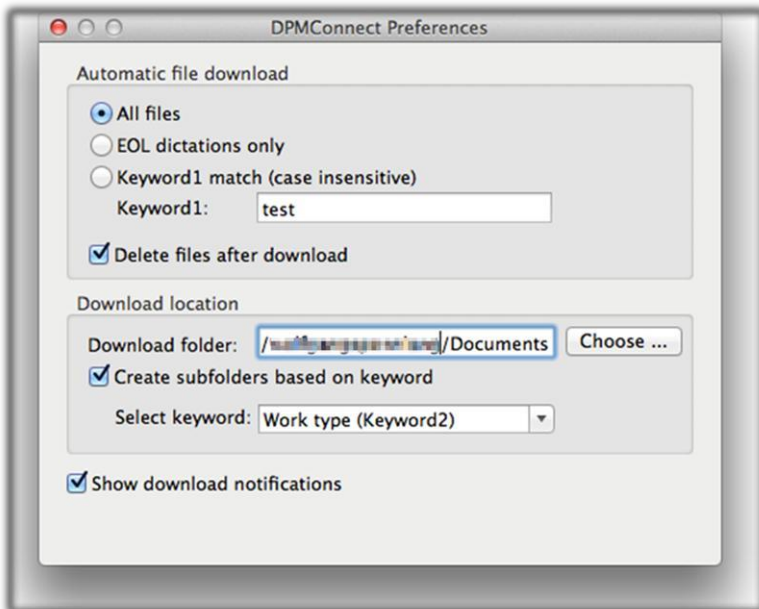 DPMConnect Preferences
Automatic file download
All files
EOL dictations only
Keyword1 match (case insensitive)
Keyword1: test
Delete files after download
Download location
Download folder: / /Documents Choose ...
Create subfolders based on keyword
Select keyword: Work type (Keyword2)
Show download notifications